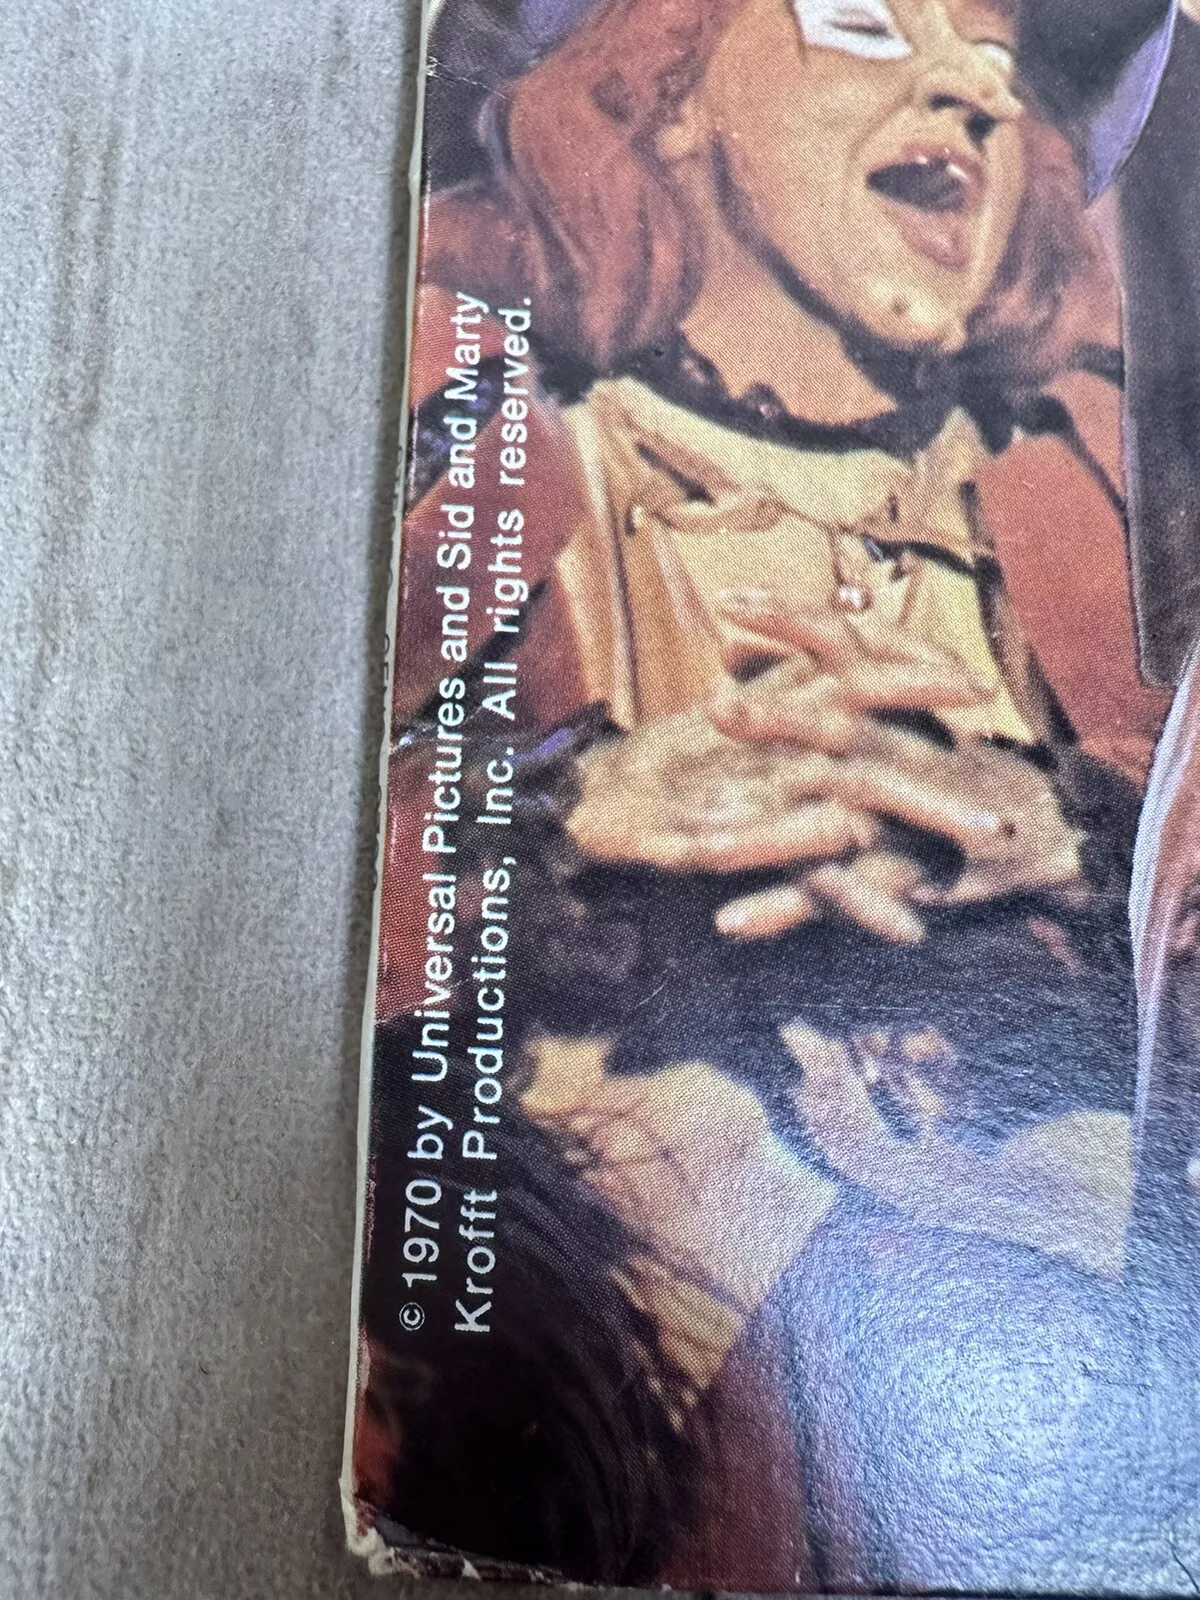 © 1970 by Universal Pictures and Sid and Marty
Krofft Productions, Inc. All rights reserved.